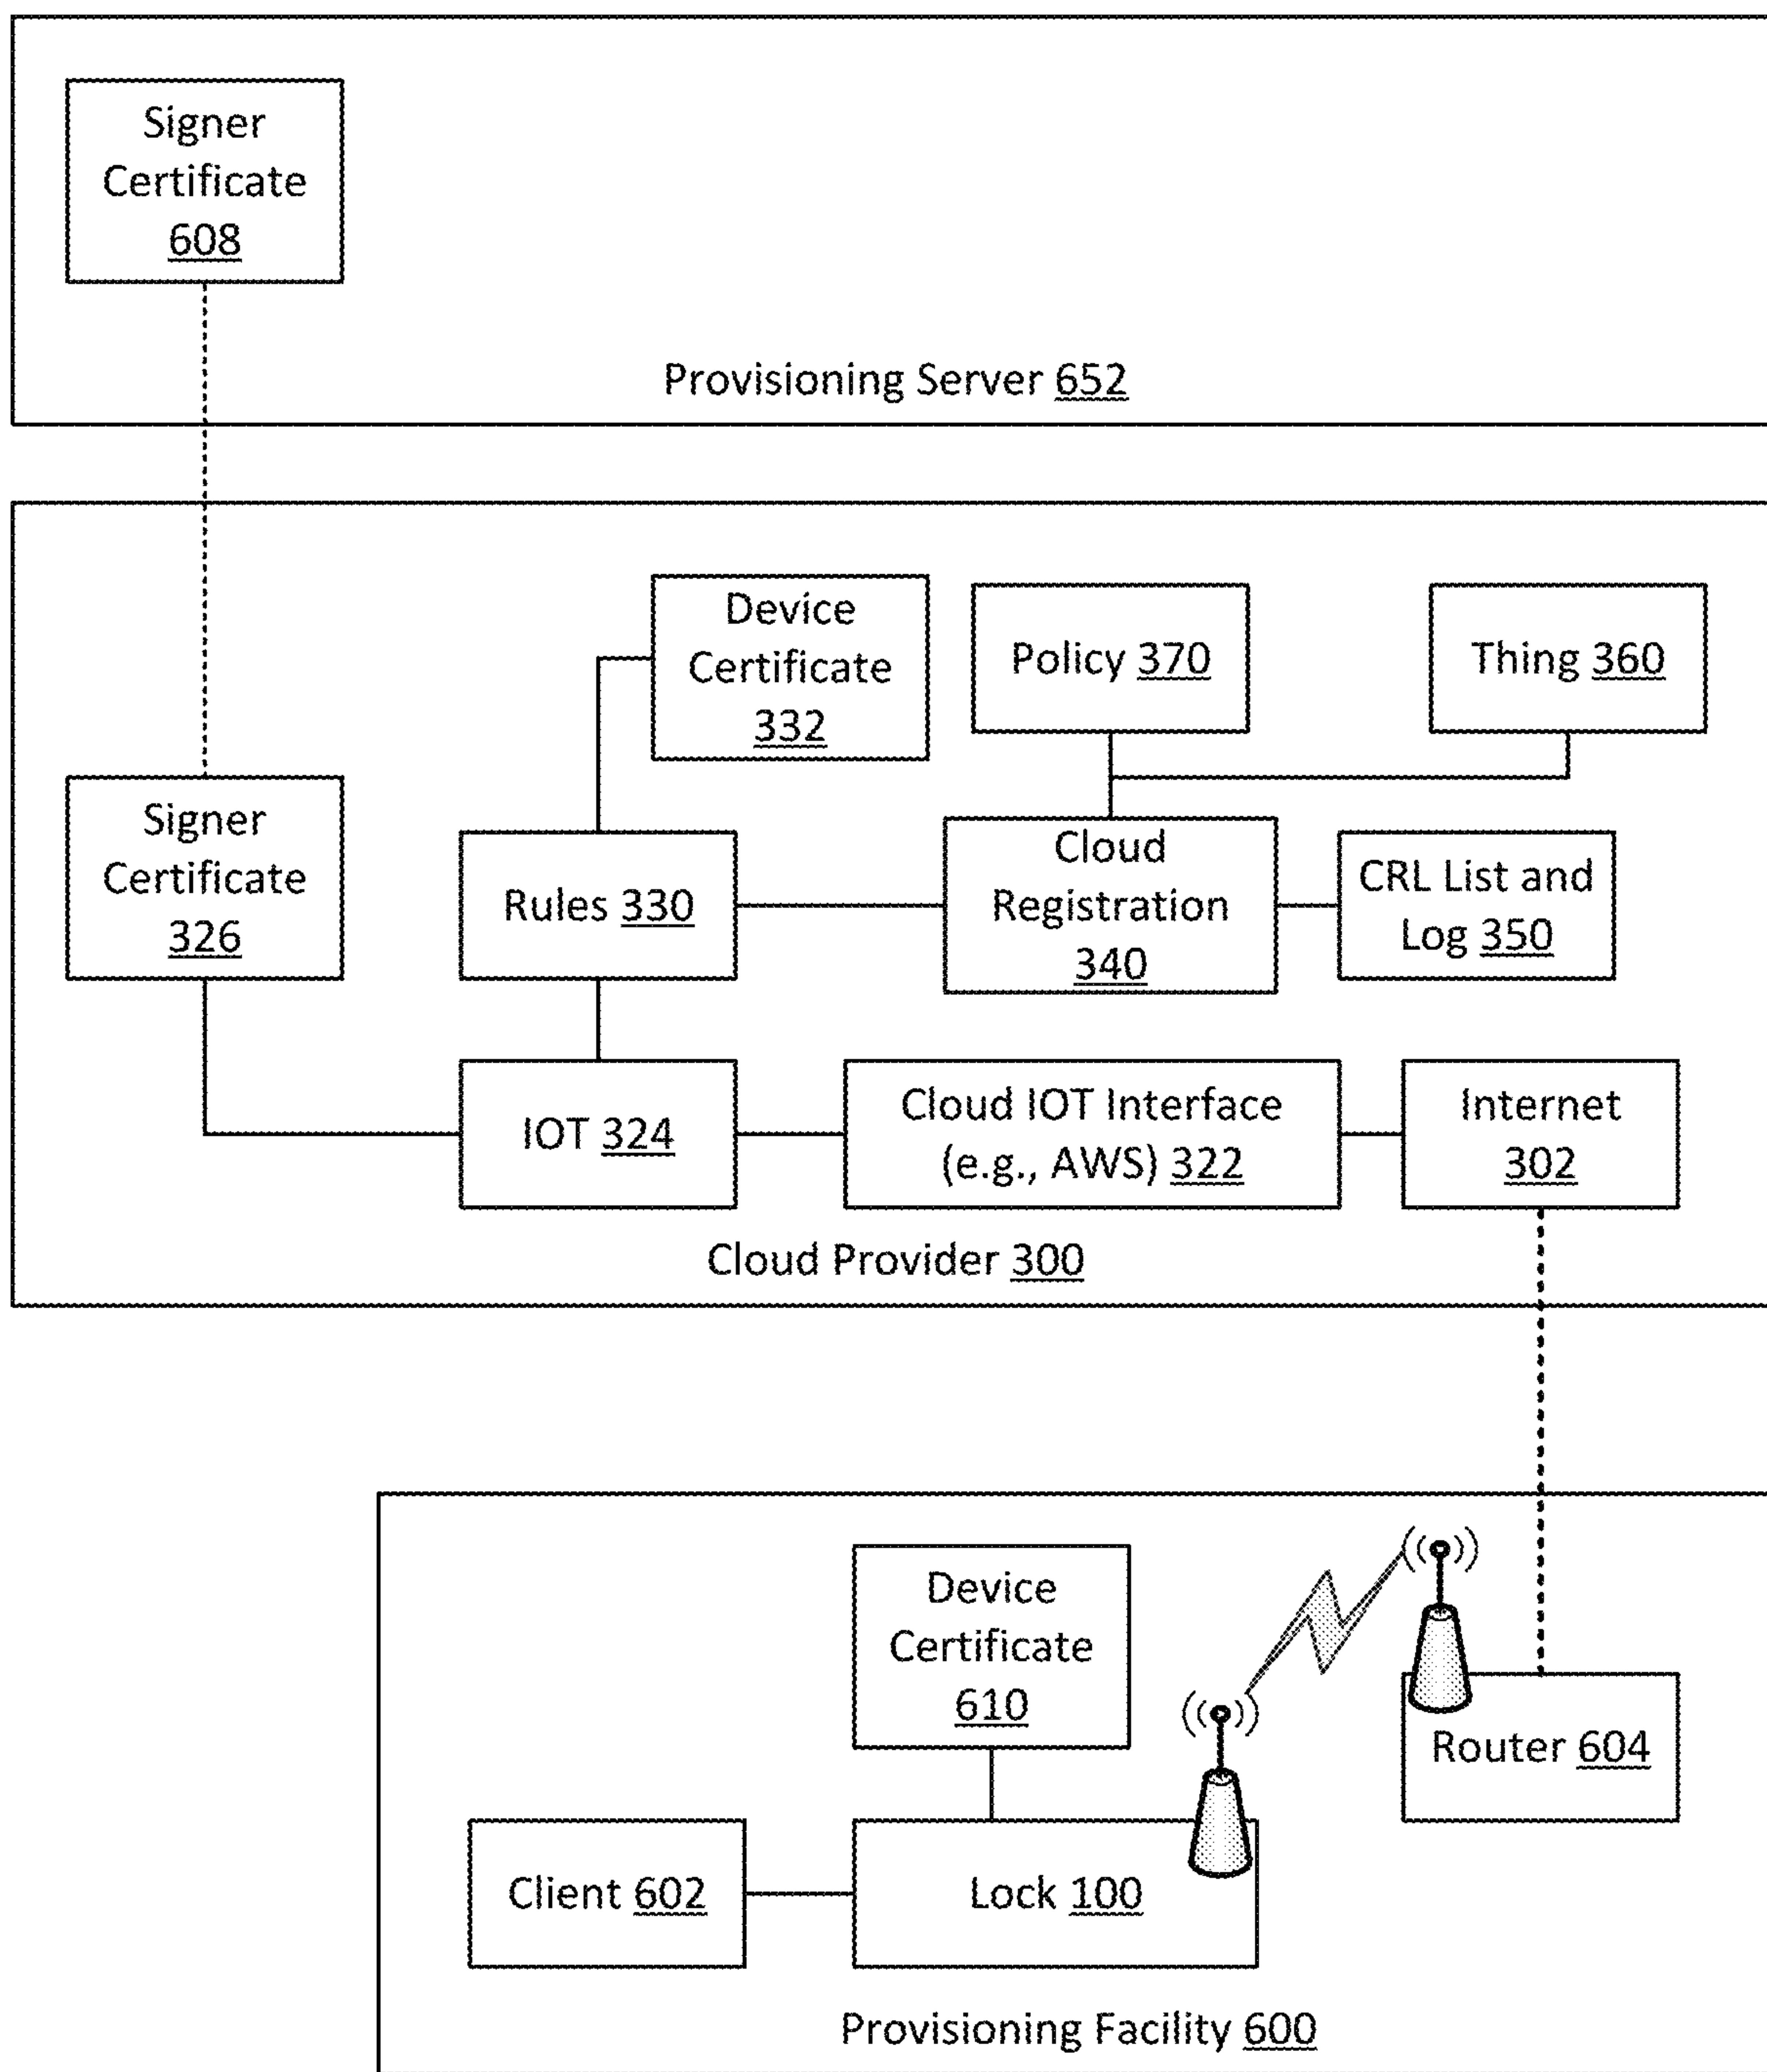 Signer
Certificate
608
Provisioning Server 652
Device
Certificate
332
Policy 370
Thing 360
Signer
Certificate
326
Rules 330
Cloud
Registration
340
CRL List and
Log 350
IOT 324
Cloud IOT Interface
(e.g., AWS) 322
Internet
302
Cloud Provider 300
Device
Certificate
610
Router 604
Client 602
Lock 100
Provisioning Facility 600